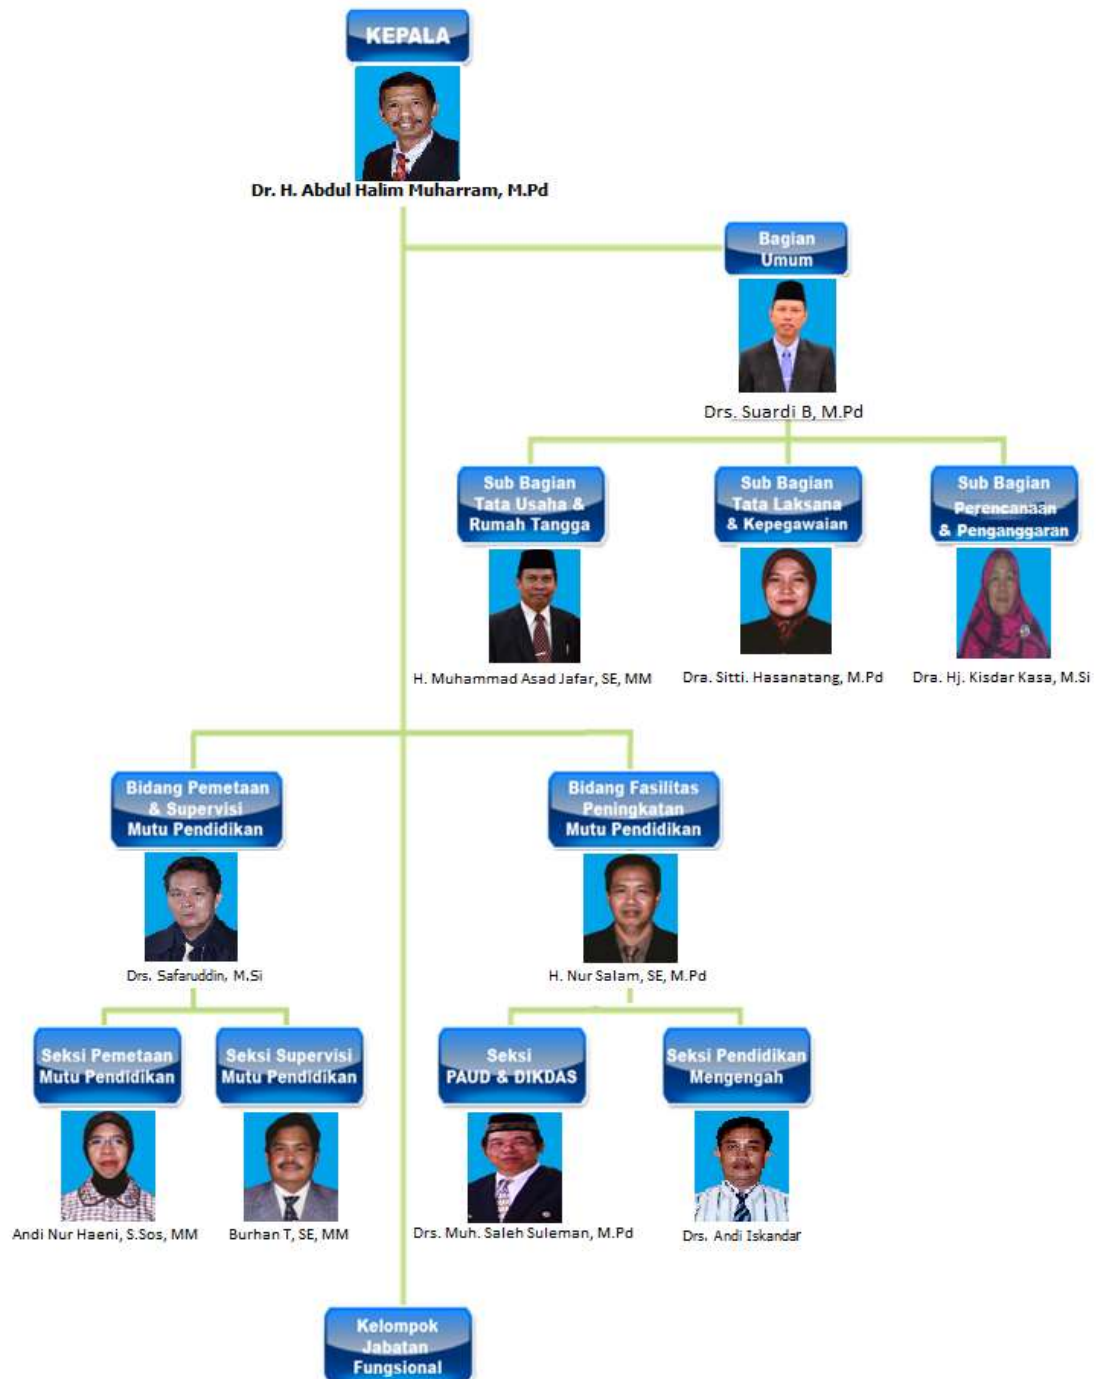 KEPALA
Dr. H. Abdul Halim Muharram, M.Pd
Bagian
Umum
Drs. Suardi B, M.Pd
Sub Bagian
Tata Usaha &
Rumah Tangga
H. Muhammad Asad Jafar, SE, MM
Sub Bagian
Tata Laksana
& Kepegawaian
Dra. Sitti. Hasanatang, M.Pd
Sub Bagian
Perencanaan
& Penganggaran
Dra. Hj. Kisdar Kasa, M.Si
Bidang Pemetaan
& Supervisi
Mutu Pendidikan
Drs. Safaruddin, M.Si
Bidang Fasilitas
Peningkatan
Mutu Pendidikan
H. Nur Salam, SE, M.Pd
Seksi Pemetaan
Mutu Pendidikan
Andi Nur Haeni, S.Sos, MM
Seksi Supervisi
Mutu Pendidikan
Burhan T, SE, MM
Seksi
PAUD & DIKDAS
Drs. Muh. Saleh Suleman, M.Pd
Seksi Pendidikan
Mengengah
Drs. Andi Iskandar
Kelompok
Jabatan
Fungsional